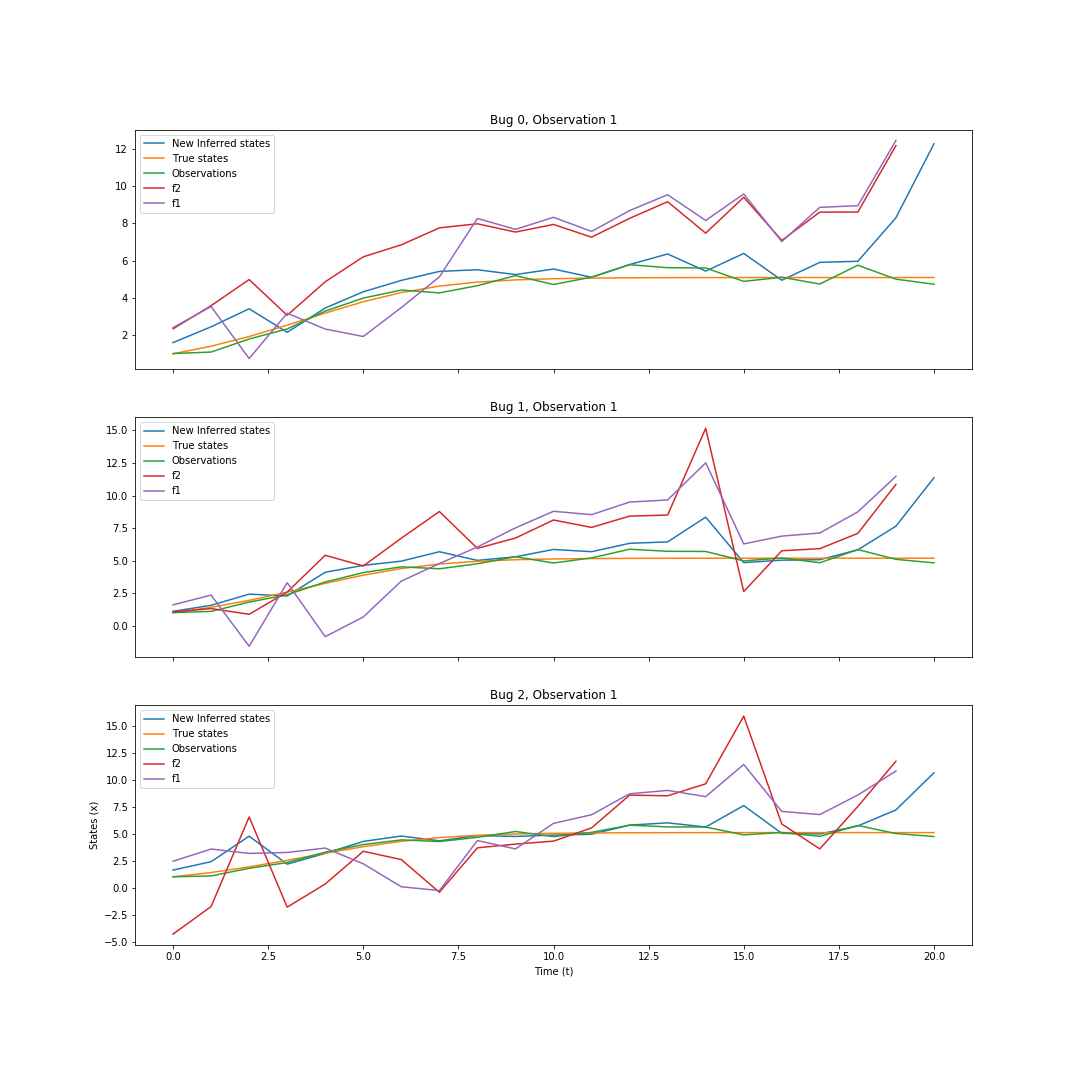 Bug 0, Observation 1
New Inferred states
True states
Observations
f2
f1
12
10
8
6
4
2
Bug 1, Observation 1
New Inferred states
True states
Observations
f2
f1
15.0
12.5
10.0
7.5
5.0
2.5
0.0
Bug 2, Observation 1
New Inferred states
True states
Observations
f2
f1
15.0
12.5
10.0
7.5
5.0
2.5
0.0
−2.5
−5.0
States (x)
0.0 2.5 5.0 7.5 10.0 12.5 15.0 17.5 20.0
Time (t)